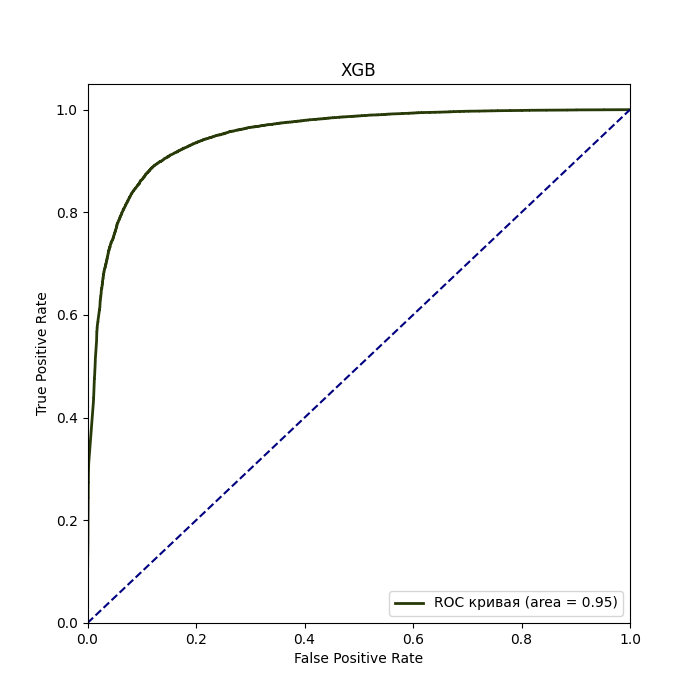 XGB
1.0
0.8
0.6
0.4
0.2
0.0
True Positive Rate
ROC кривая (area = 0.95)
0.0 0.2 0.4 0.6 0.8 1.0
False Positive Rate